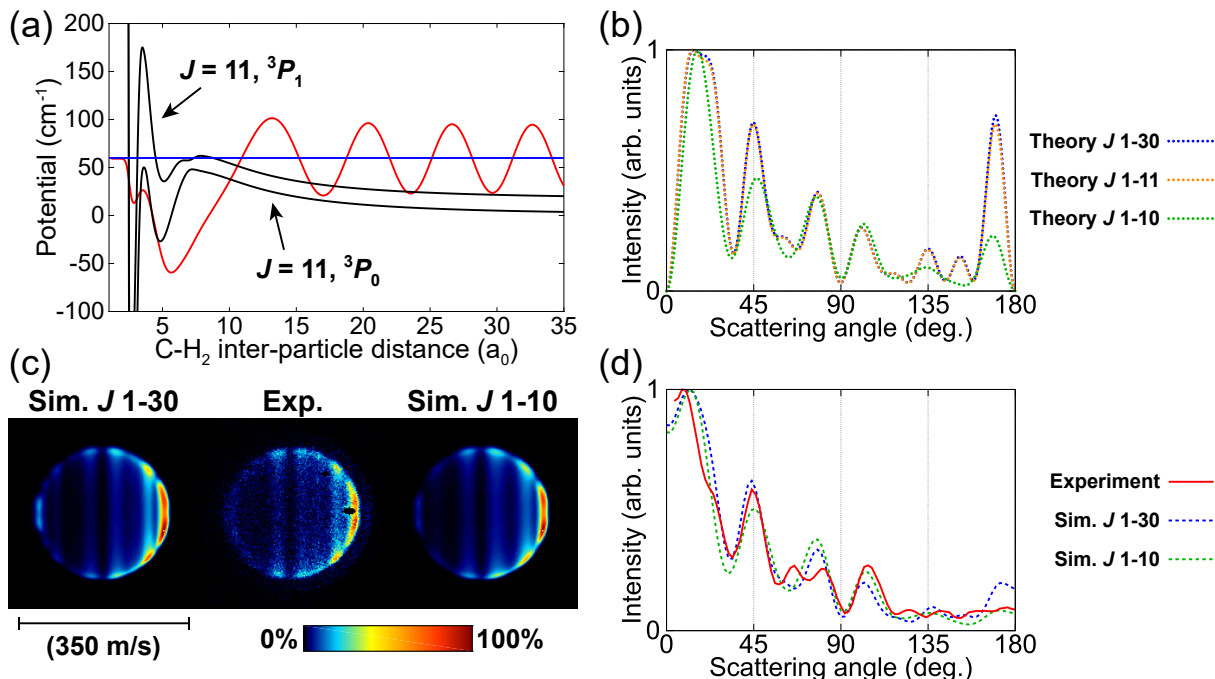 (a)
200
150
100
50
0
-50
-100
Potential (cm-1)
J = 11, 3P1
J = 11, 3P0
5 10 15 20 25 30 35
C-H2 inter-particle distance (a0)
(b)
1
1
Intensity (arb. units)
0 45 90 135 180
Scattering angle (deg.)
Theory J 1-30
Theory J 1-11
Theory J 1-10
(c)
Sim. J 1-30 Exp. Sim. J 1-10
(350 m/s)
0% 100%
(d)
1
1
Intensity (arb. units)
0 45 90 135 180
Scattering angle (deg.)
Experiment
Sim. J 1-30
Sim. J 1-10